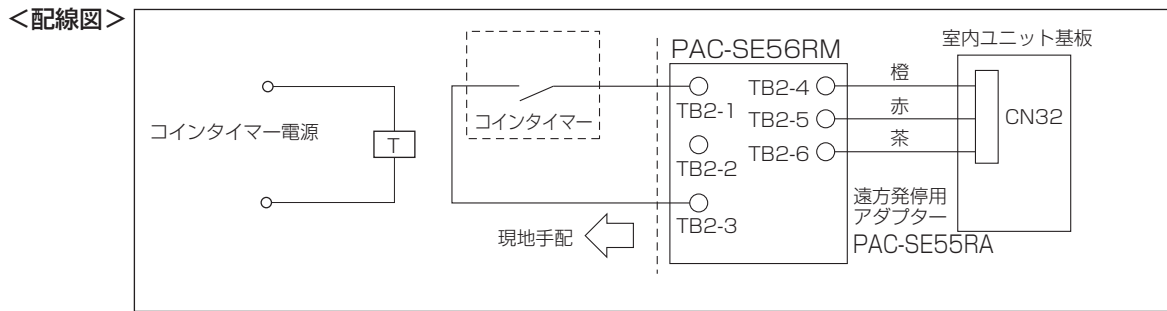 ＜配線図＞
コインタイマー電源
T
コインタイマー
現地手配
PAC-SE56RM
TB2-1
TB2-2
TB2-3
TB2-4
TB2-5
TB2-6
橙
赤
茶
遠方発停用
アダプター
PAC-SE55RA
室内ユニット基板
CN32